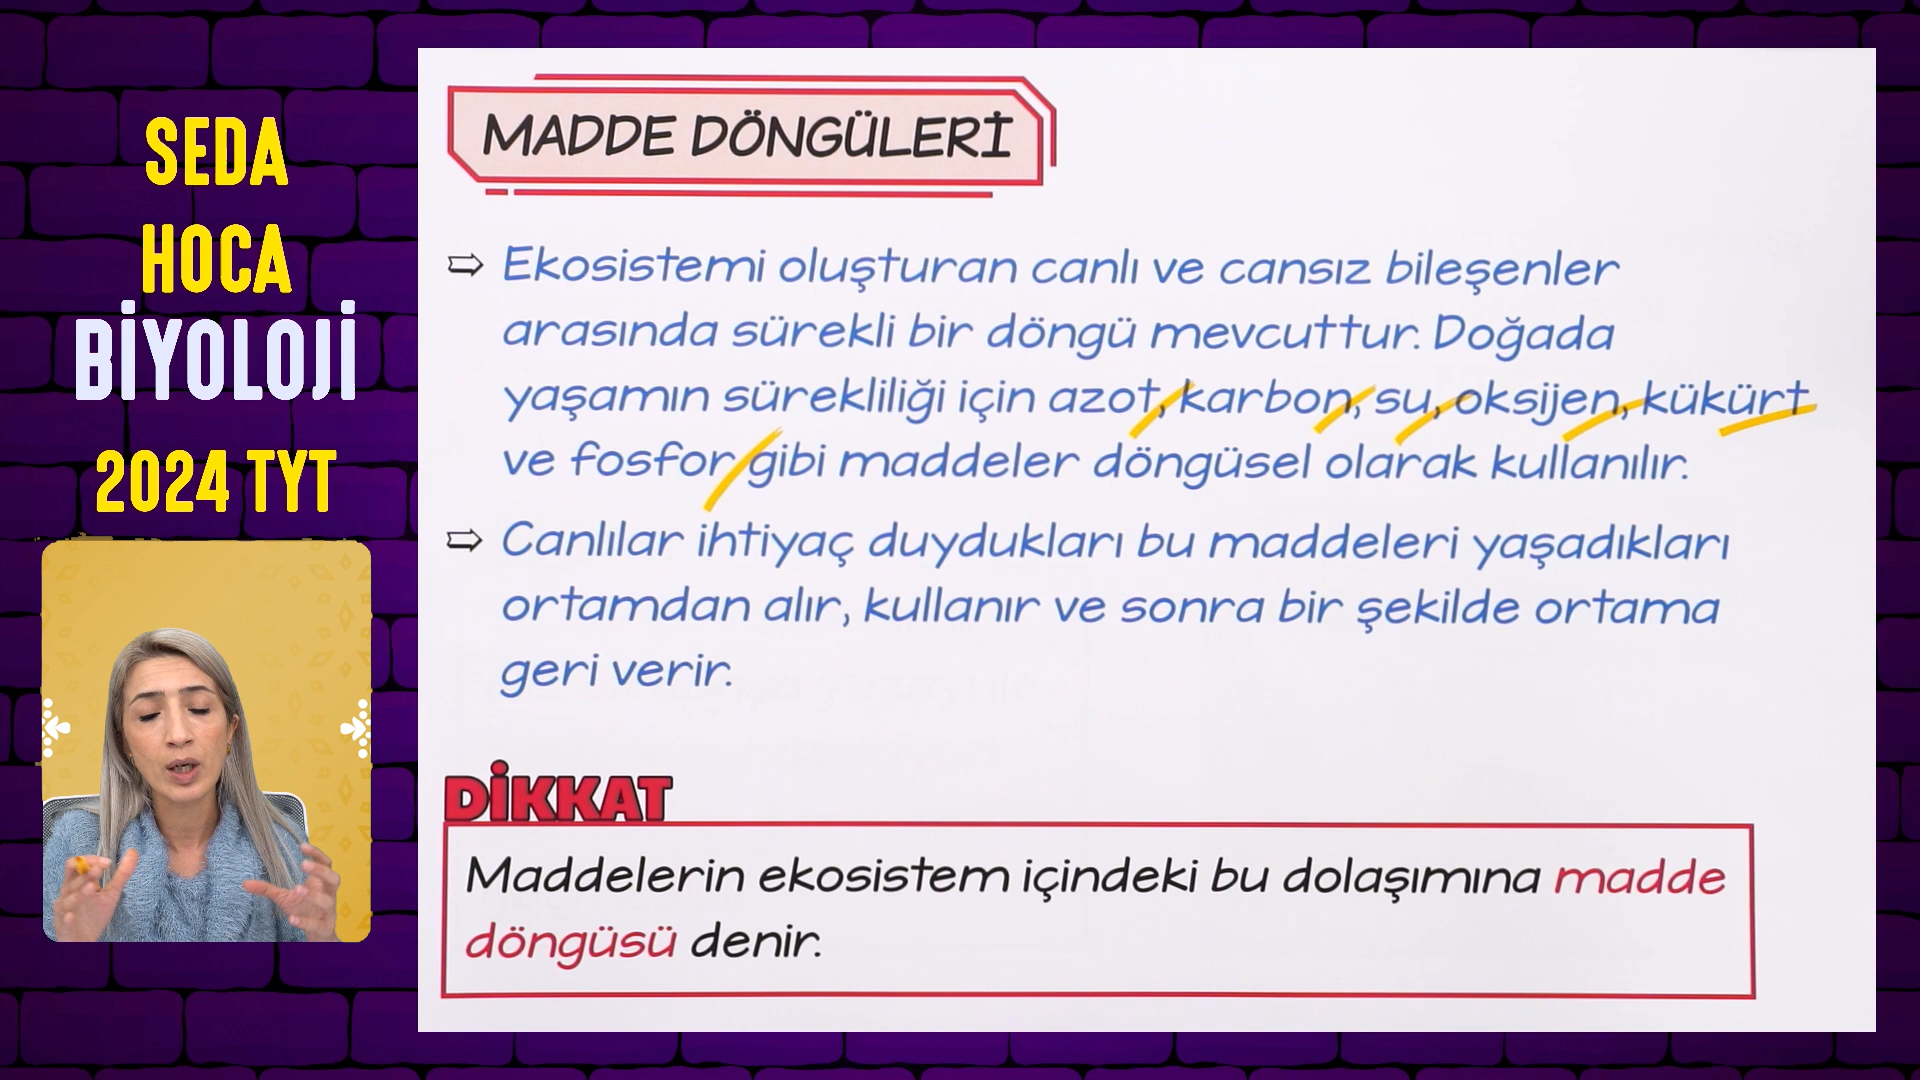 SEDA
HOCA
BİYOLOJİ
2024 TYT
MADDE DÖNGÜLERİ
⇨ Ekosistemi oluşturan canlı ve cansız bileşenler
arasında sürekli bir döngü mevcuttur. Doğada
yaşamın sürekliliği için azot, karbon, su, oksijen, kükürt
ve fosfor gibi maddeler döngüsel olarak kullanılır.
⇨ Canlılar ihtiyaç duydukları bu maddeleri yaşadıkları
ortamdan alır, kullanır ve sonra bir şekilde ortama
geri verir.
DİKKAT
Maddelerin ekosistem içindeki bu dolaşımına madde
döngüsü denir.